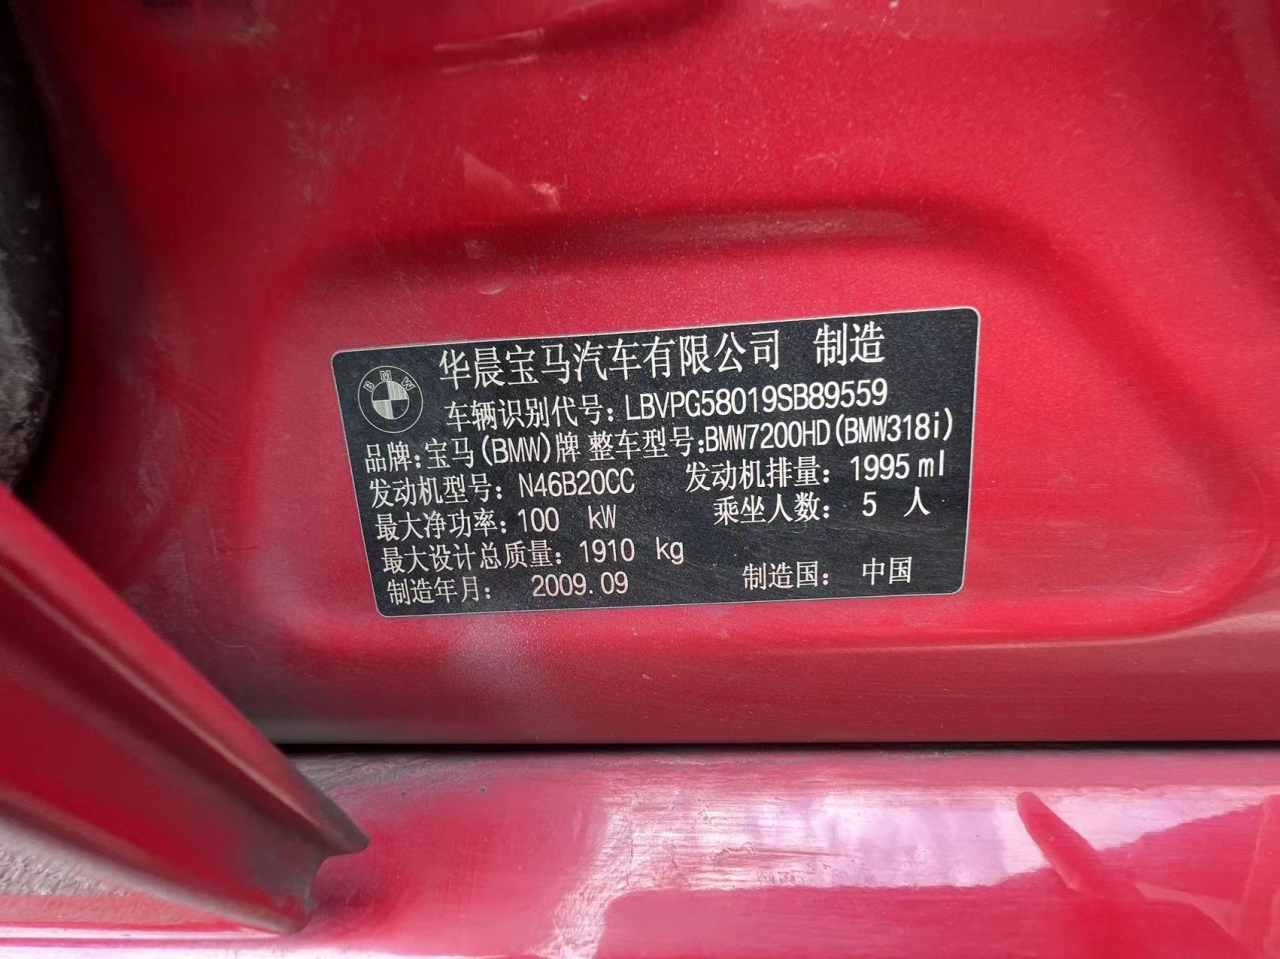 BMW
华晨宝马汽车有限公司 制造
车辆识别代号: LBVPG58019SB89559
品牌: 宝马(BMW)牌 整车型号: BMW7200HD(BMW318i)
发动机型号: N46B20CC 发动机排量: 1995 ml
最大净功率: 100 kW 乘坐人数: 5 人
最大设计总质量: 1910 kg
制造年月: 2009.09 制造国: 中国